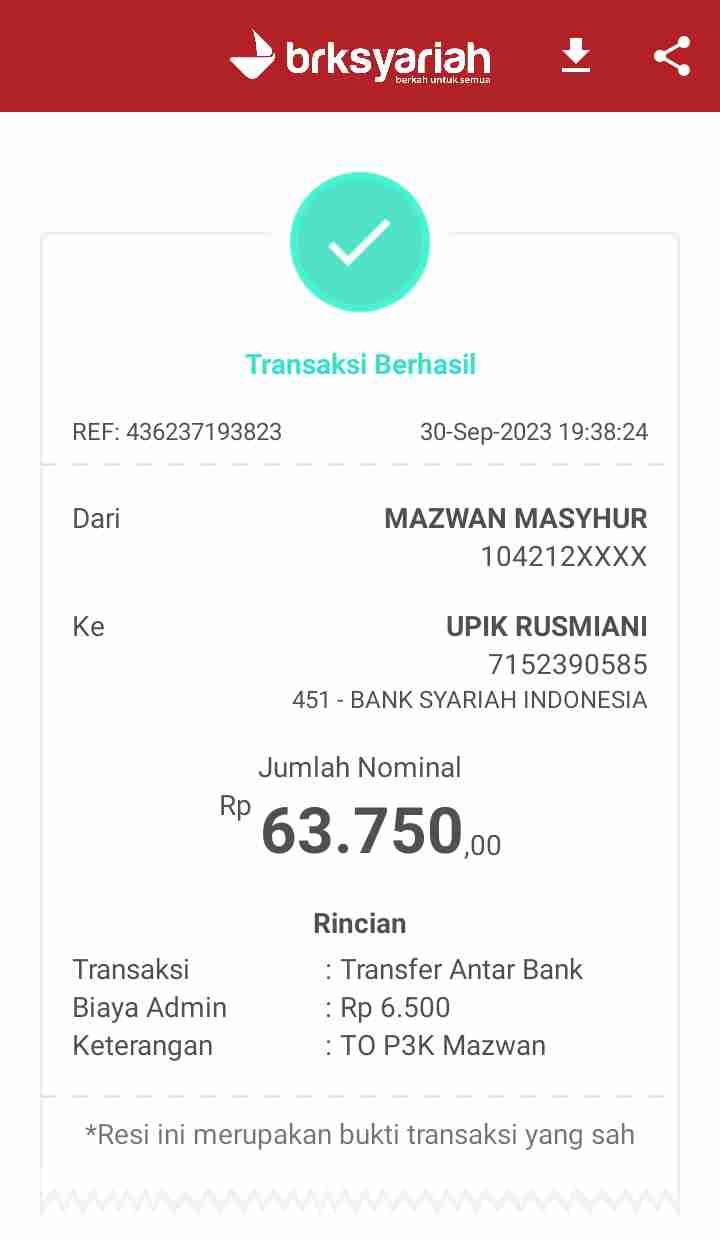 brksyariah
berkah untuk semua
Transaksi Berhasil
REF: 436237193823 30-Sep-2023 19:38:24
Dari MAZWAN MASYHUR
104212XXXX
Ke UPIK RUSMIANI
7152390585
451 - BANK SYARIAH INDONESIA
Jumlah Nominal
Rp 63.750,00
Rincian
Transaksi : Transfer Antar Bank
Biaya Admin : Rp 6.500
Keterangan : TO P3K Mazwan
*Resi ini merupakan bukti transaksi yang sah